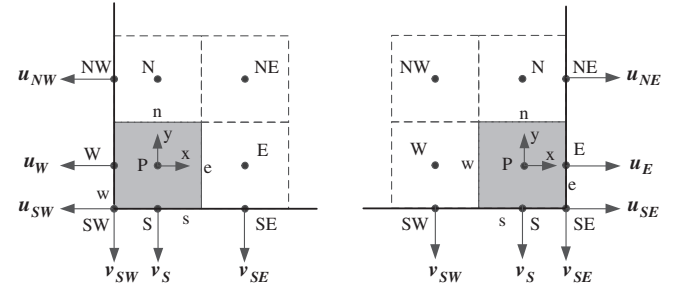 u_NW NW N NE NW N NE u_NE
n n
y y
u_W W P x e E W w P x E u_E
w e
u_SW u_SE
SW S s SE SW s S SE
v_SW v_S v_SE v_SW v_S v_SE